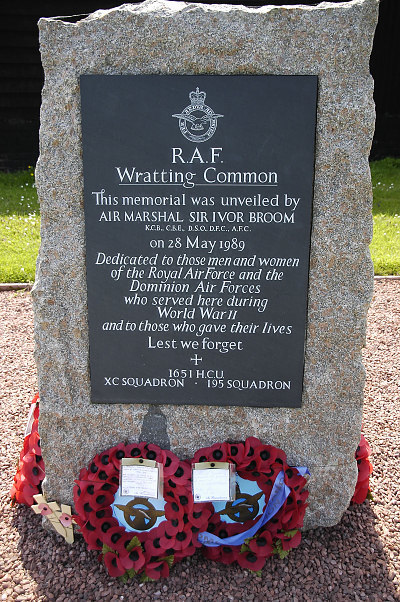 R.A.F.
Wratting Common
This memorial was unveiled by
AIR MARSHAL SIR IVOR BROOM
K.C.B., C.B.E., D.S.O., D.F.C., A.F.C.
on 28 May 1989
Dedicated to those men and women
of the Royal Air Force and the
Dominion Air Forces
who served here during
World War II
and to those who gave their lives
Lest we forget
1651 H.C.U.
XC SQUADRON · 195 SQUADRON